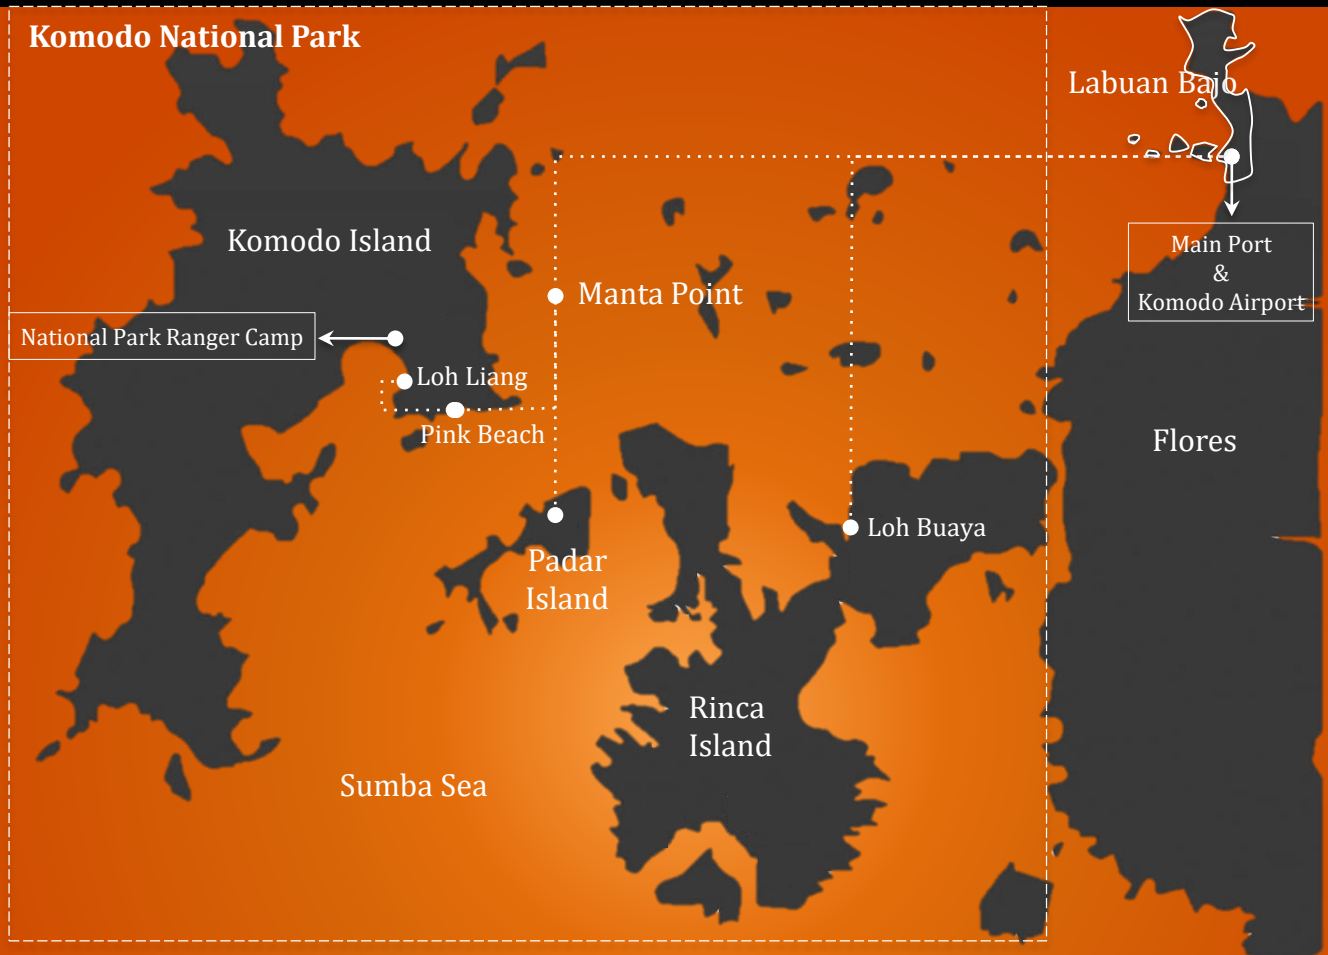 Komodo National Park
Labuan Bajo
Komodo Island
Main Port
&
Komodo Airport
Manta Point
National Park Ranger Camp
Loh Liang
Pink Beach
Flores
Loh Buaya
Padar
Island
Rinca
Island
Sumba Sea